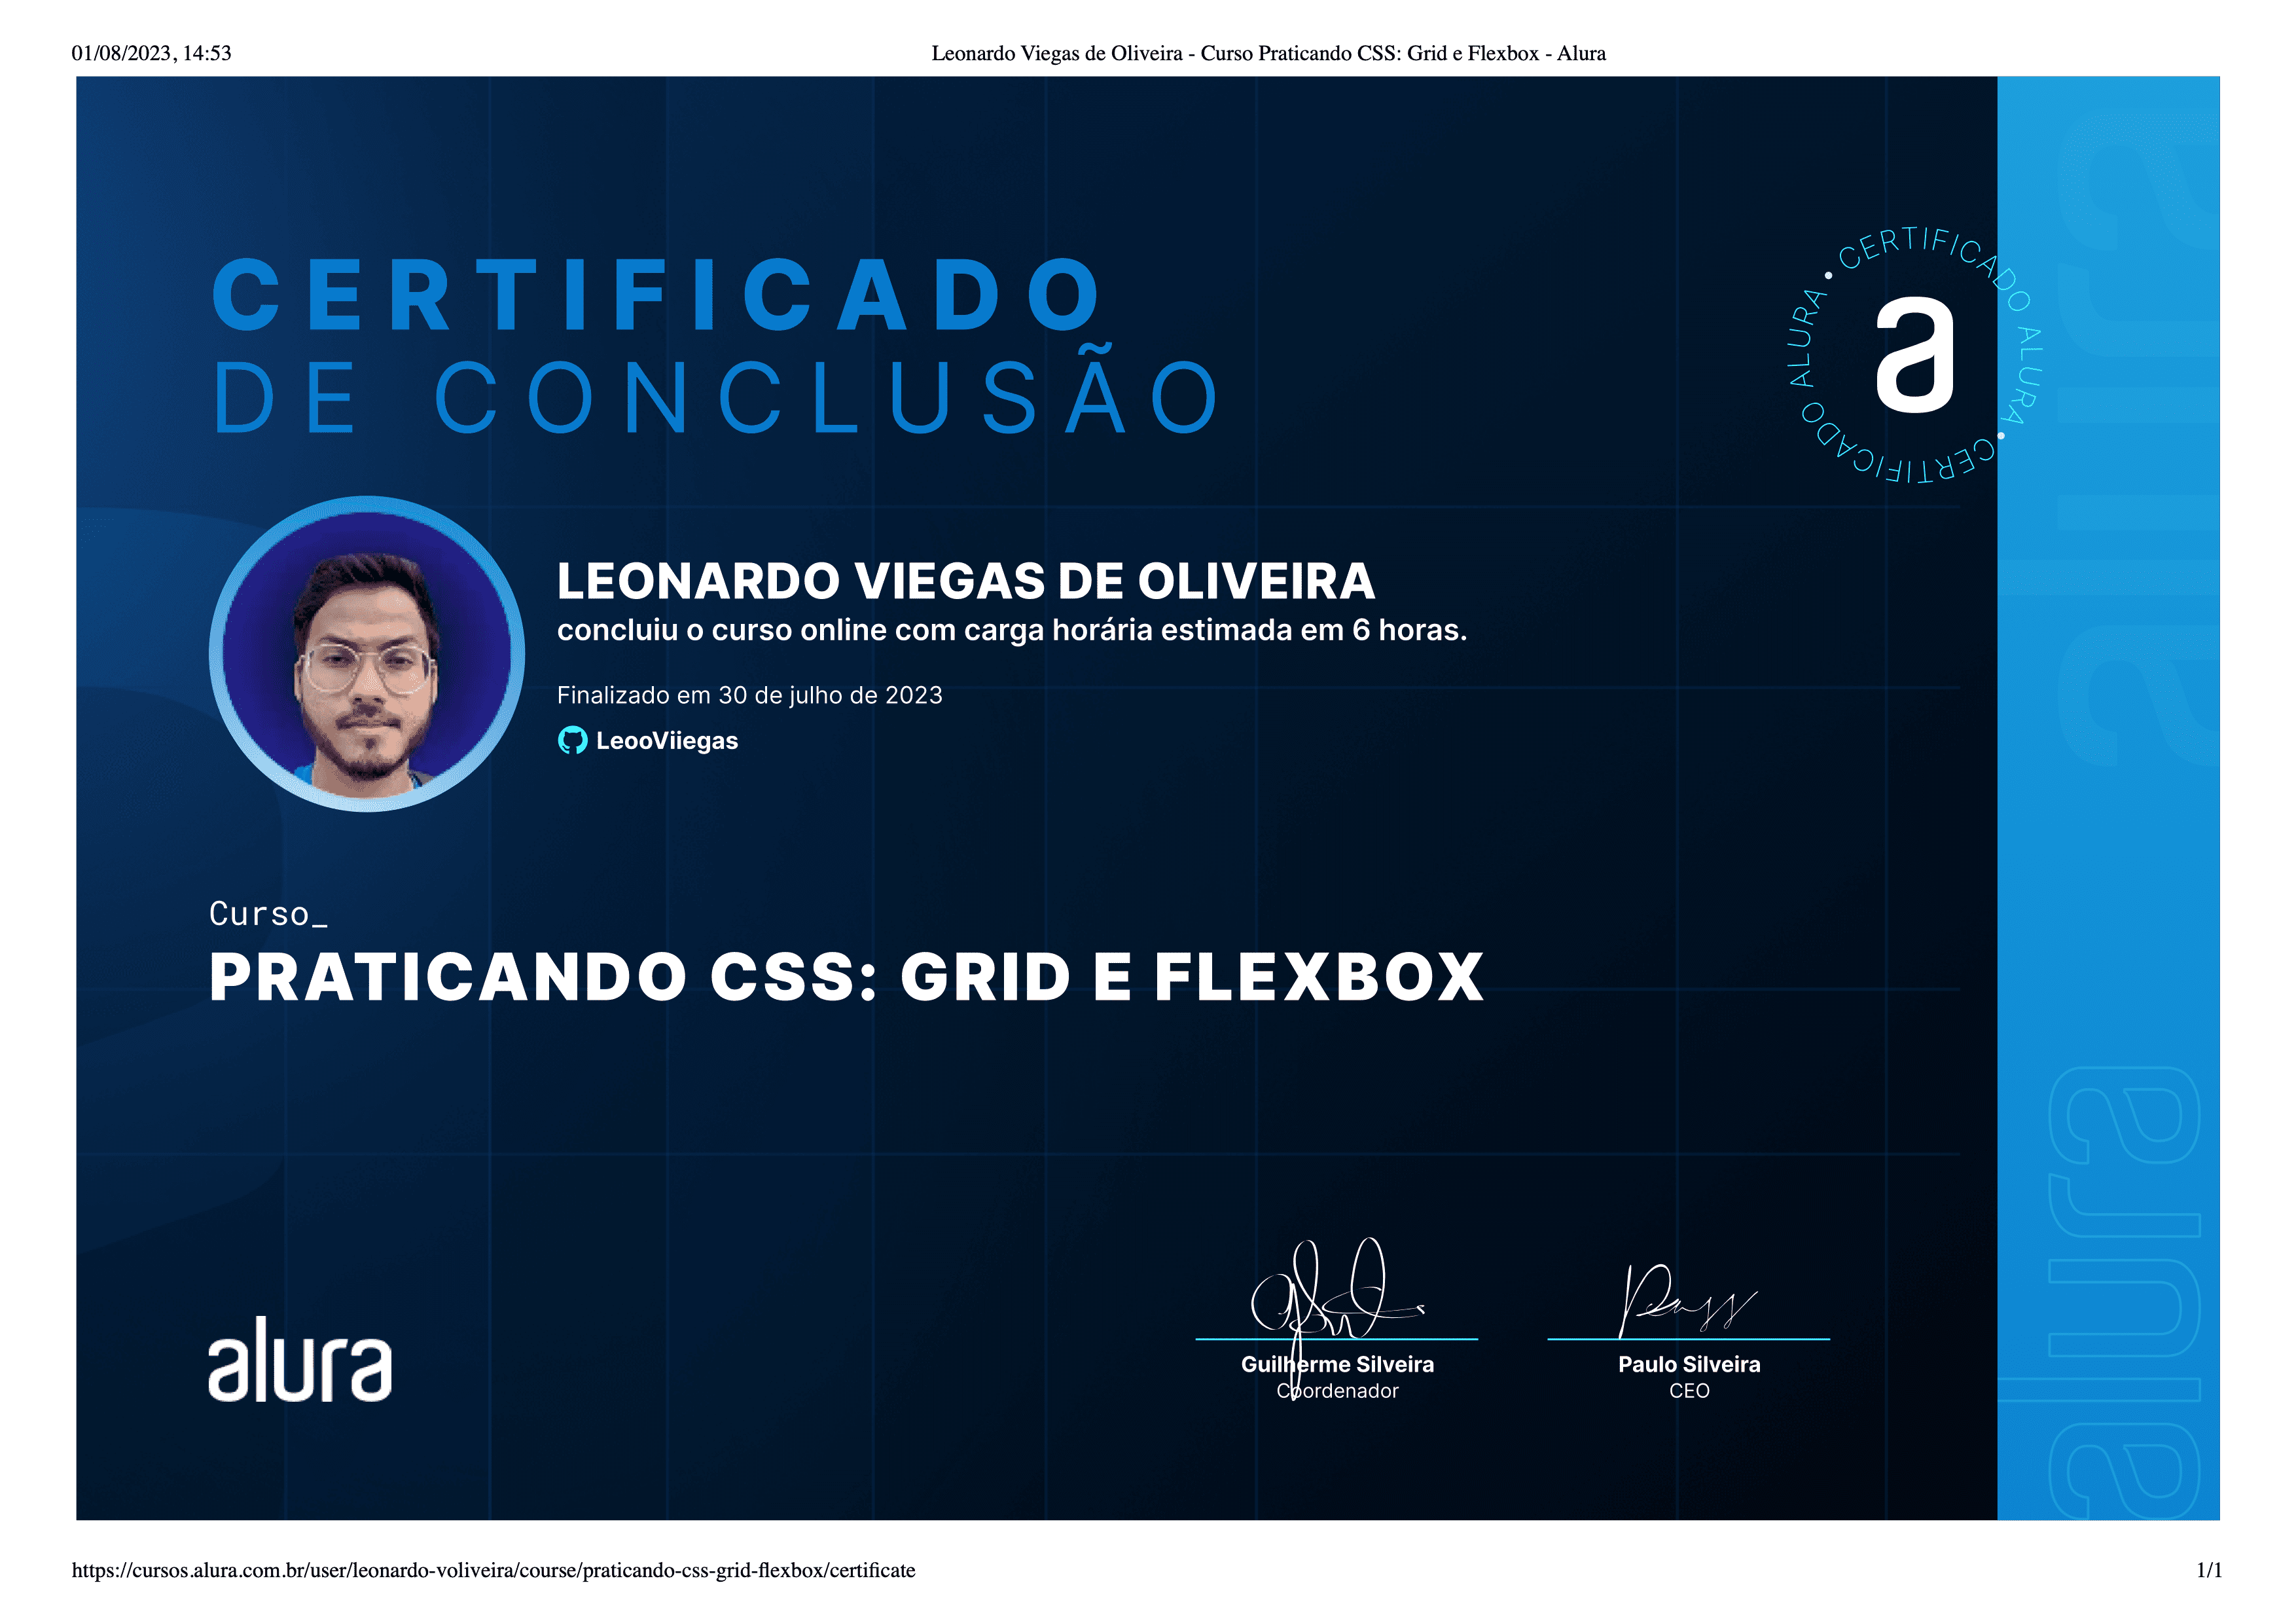 01/08/2023, 14:53
Leonardo Viegas de Oliveira - Curso Praticando CSS: Grid e Flexbox - Alura
CERTIFICADO
DE CONCLUSÃO
• CERTIFICADO ALURA • CERTIFICADO ALURA
a
LEONARDO VIEGAS DE OLIVEIRA
concluiu o curso online com carga horária estimada em 6 horas.
Finalizado em 30 de julho de 2023
LeooViiegas
Curso_
PRATICANDO CSS: GRID E FLEXBOX
alura
Guilherme Silveira
Coordenador
Paulo Silveira
CEO
alura
alura
https://cursos.alura.com.br/user/leonardo-voliveira/course/praticando-css-grid-flexbox/certificate
1/1